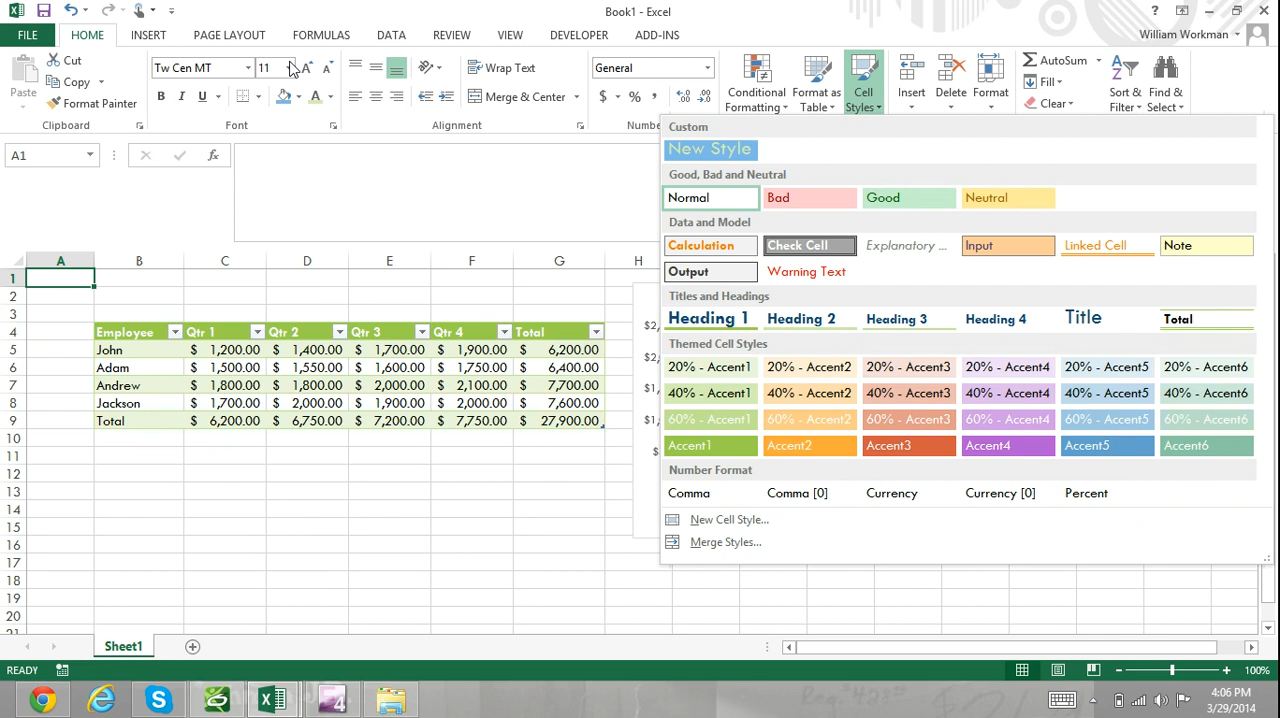 Book1 - Excel
?
FILE HOME INSERT PAGE LAYOUT FORMULAS DATA REVIEW VIEW DEVELOPER ADD-INS William Workman
Paste Cut Copy Format Painter
Clipboard
Tw Cen MT 11
B I U A
Font
Wrap Text
Merge & Center
Alignment
General
$ % ,
Conditional Formatting Format as Table Cell Styles
Insert Delete Format
AutoSum Fill Clear
Sort & Filter Find & Select
A1 fx
Custom
New Style
Good, Bad and Neutral
Normal Bad Good Neutral
Data and Model
Calculation Check Cell Explanatory ... Input Linked Cell Note
Output Warning Text
Titles and Headings
Heading 1 Heading 2 Heading 3 Heading 4 Title Total
Themed Cell Styles
20% - Accent1 20% - Accent2 20% - Accent3 20% - Accent4 20% - Accent5 20% - Accent6
40% - Accent1 40% - Accent2 40% - Accent3 40% - Accent4 40% - Accent5 40% - Accent6
60% - Accent1 60% - Accent2 60% - Accent3 60% - Accent4 60% - Accent5 60% - Accent6
Accent1 Accent2 Accent3 Accent4 Accent5 Accent6
Number Format
Comma Comma [0] Currency Currency [0] Percent
New Cell Style...
Merge Styles...
A B C D E F G H
1
2
3
4 Employee Qtr 1 Qtr 2 Qtr 3 Qtr 4 Total
5 John $ 1,200.00 $ 1,400.00 $ 1,700.00 $ 1,900.00 $ 6,200.00
6 Adam $ 1,500.00 $ 1,550.00 $ 1,600.00 $ 1,750.00 $ 6,400.00
7 Andrew $ 1,800.00 $ 1,800.00 $ 2,000.00 $ 2,100.00 $ 7,700.00
8 Jackson $ 1,700.00 $ 2,000.00 $ 1,900.00 $ 2,000.00 $ 7,600.00
9 Total $ 6,200.00 $ 6,750.00 $ 7,200.00 $ 7,750.00 $ 27,900.00
10
11
12
13
14
15
16
17
18
19
20
Sheet1
READY 100%
4:06 PM
3/29/2014